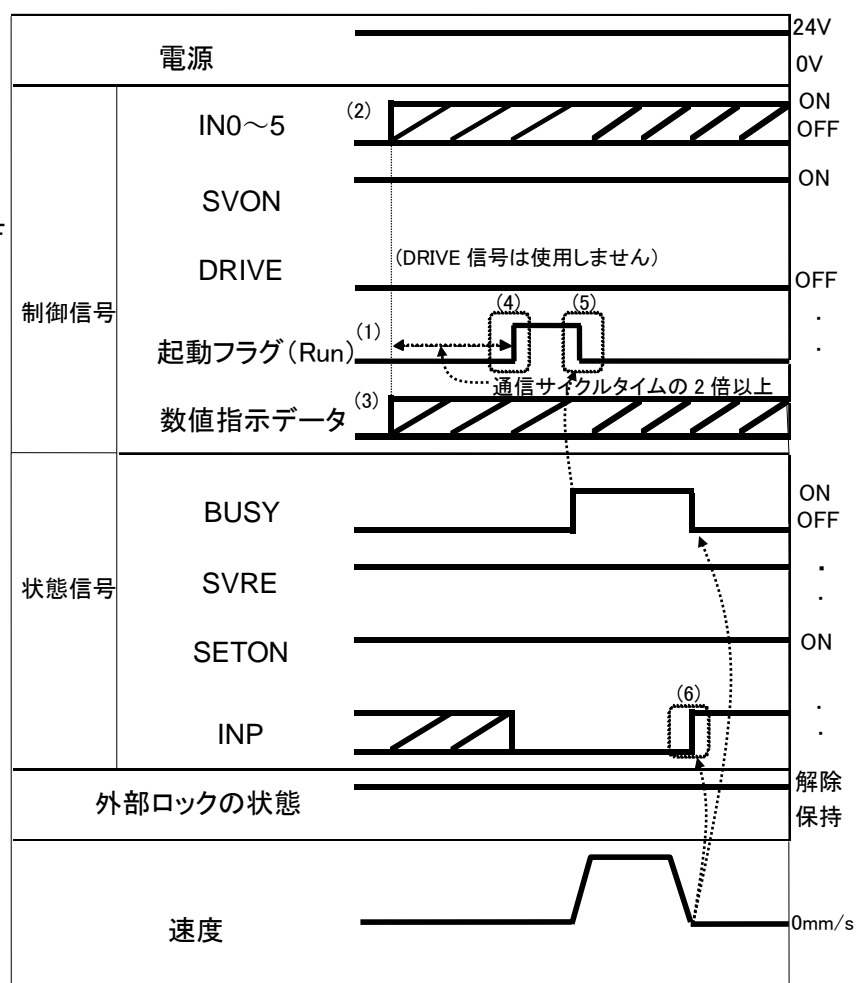 24V
電源
0V
ON
(2)
IN0～5
OFF
ON
SVON
DRIVE
(DRIVE 信号は使用しません)
OFF
制御信号
(4)
(5)
(1)
起動フラグ(Run)
通信サイクルタイムの 2 倍以上
(3)
数値指示データ
BUSY
ON
OFF
状態信号
SVRE
SETON
ON
(6)
INP
外部ロックの状態
解除
保持
速度
0mm/s